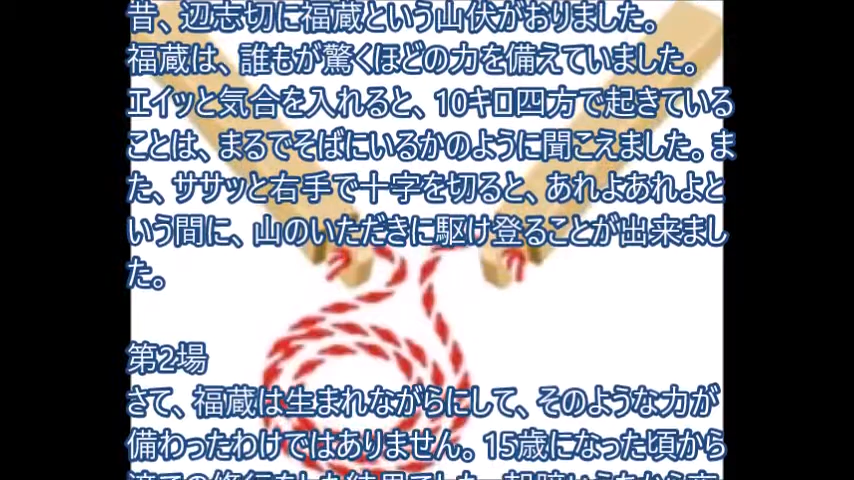 昔、辺志切に福蔵という山伏がおりました。
福蔵は、誰もが驚くほどの力を備えていました。
エイッと気合を入れると、10キロ四方で起きている
ことは、まるでそばにいるかのように聞こえました。ま
た、ササッと右手で十字を切ると、あれよあれよと
いう間に、山のいただきに駆け登ることが出来まし
た。
第2場
さて、福蔵は生まれながらにして、そのような力が
備わったわけではありません。15歳になった頃から